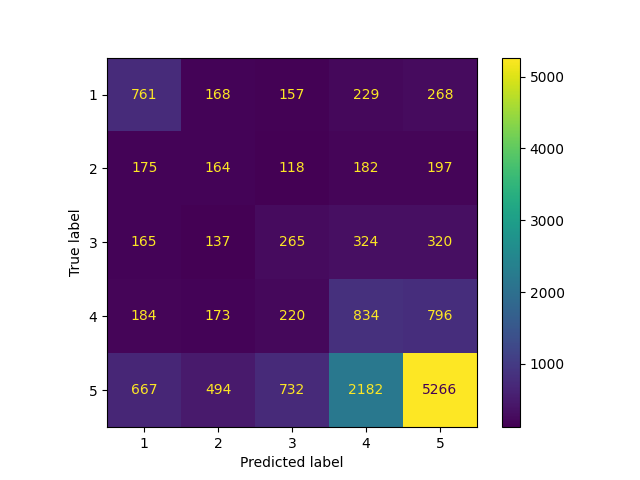 5000
1 761 168 157 229 268
4000
2 175 164 118 182 197
3000
True label
3 165 137 265 324 320
2000
4 184 173 220 834 796
1000
5 667 494 732 2182 5266
1 2 3 4 5
Predicted label